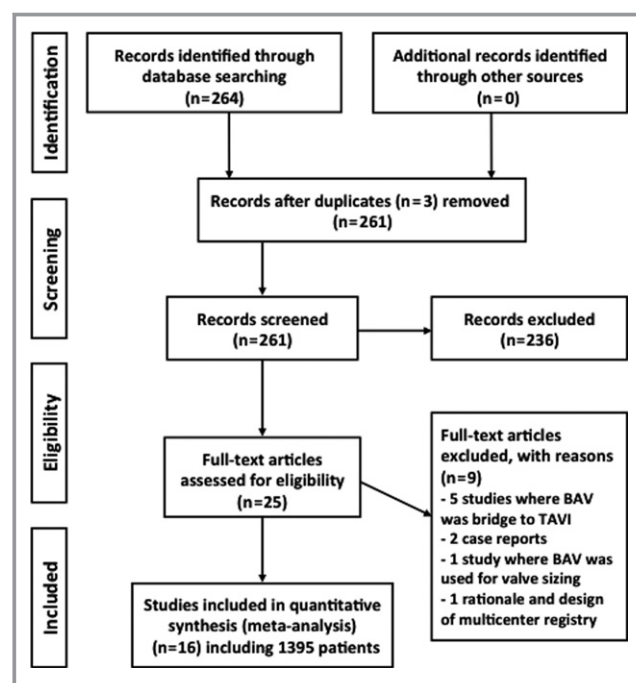 Identification
Records identified through
database searching
(n=264)
Additional records identified
through other sources
(n=0)
Records after duplicates (n=3) removed
(n=261)
Screening
Records screened
(n=261)
Records excluded
(n=236)
Eligibility
Full-text articles
assessed for eligibility
(n=25)
Full-text articles
excluded, with reasons
(n=9)
- 5 studies where BAV
was bridge to TAVI
- 2 case reports
- 1 study where BAV was
used for valve sizing
- 1 rationale and design
of multicenter registry
Included
Studies included in quantitative
synthesis (meta-analysis)
(n=16) including 1395 patients